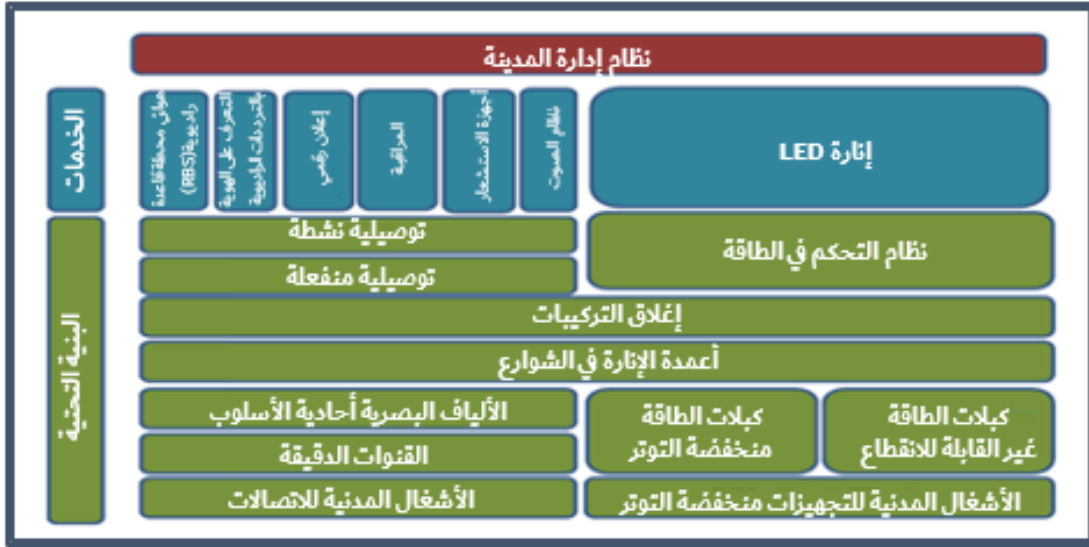 نظام إدارة المدينة
الخدمات
إنارة LED
نظام الصوت
أجهزة الاستشعار
المراقبة
إعلان رقمي
التعرف على الهوية
بالترددات الراديوية
هوائي محطة قاعدة
راديوية(RBS)
البنية التحتية
نظام التحكم في الطاقة
توصيلية نشطة
توصيلية منفعلة
إغلاق التركيبات
أعمدة الإنارة في الشوارع
كبلات الطاقة
غير القابلة للانقطاع
كبلات الطاقة
منخفضة التوتر
الألياف البصرية أحادية الأسلوب
القنوات الدقيقة
الأشغال المدنية للتجهيزات منخفضة التوتر
الأشغال المدنية للاتصالات